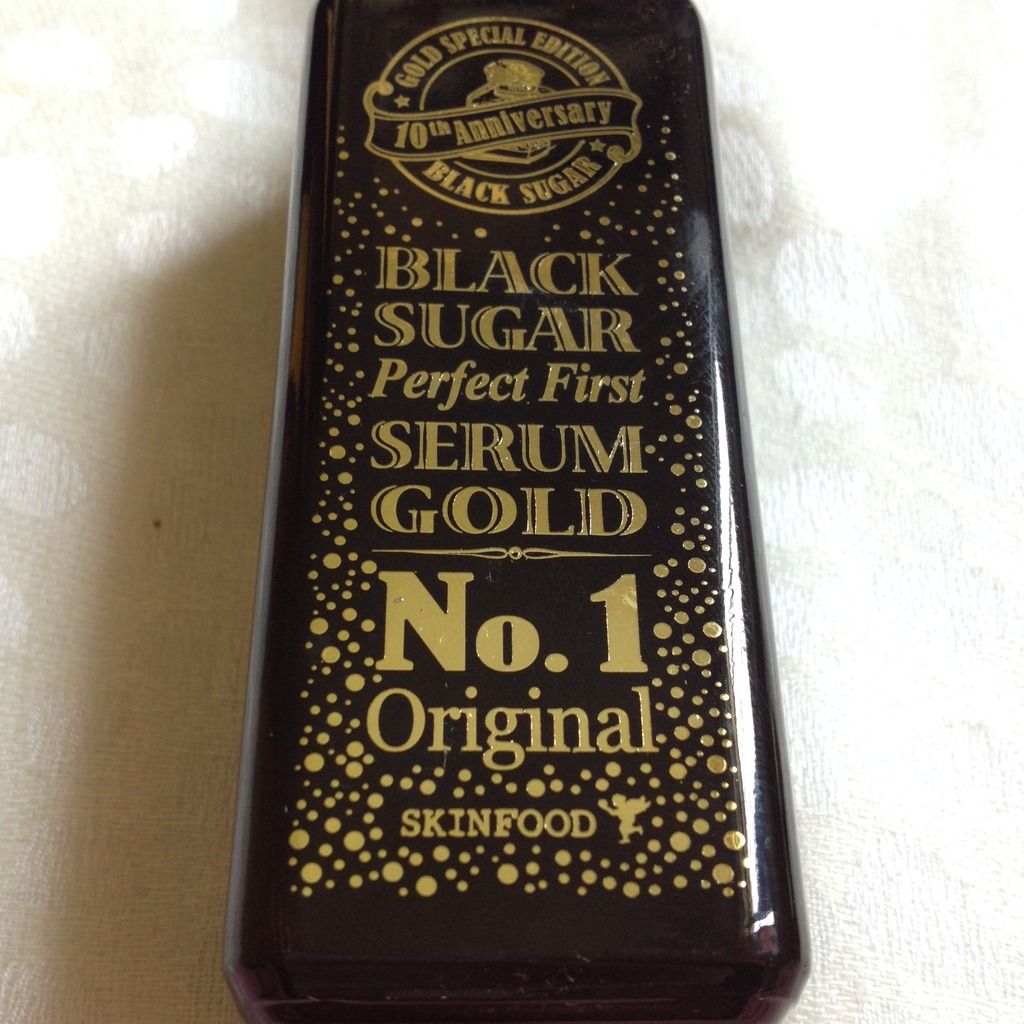 GOLD SPECIAL EDITION
10th Anniversary
BLACK SUGAR
BLACK
SUGAR
Perfect First
SERUM
GOLD
No. 1
Original
SKINFOOD